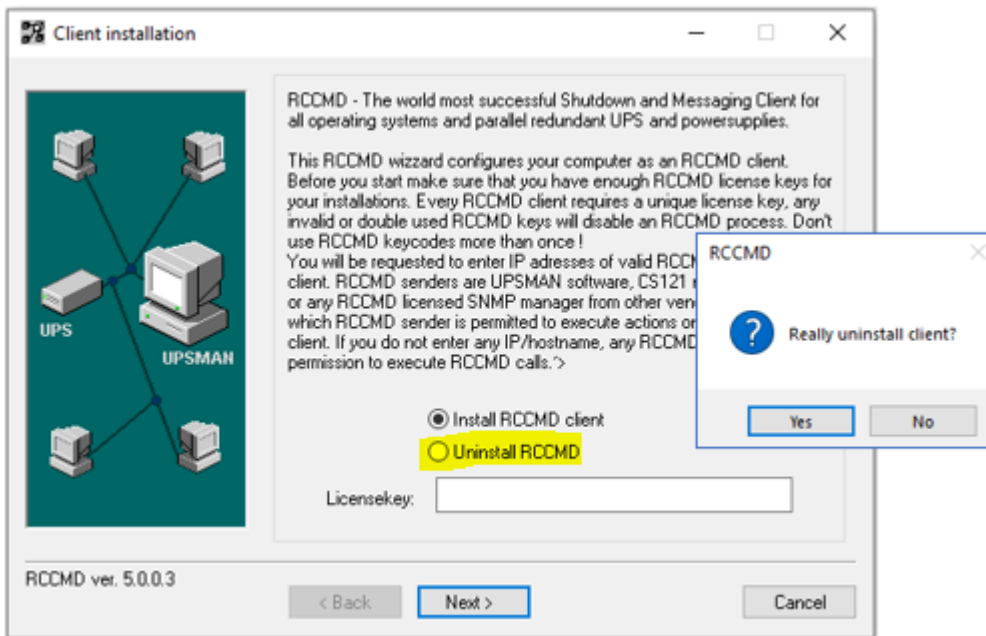 Client installation
RCCMD - The world most successful Shutdown and Messaging Client for
all operating systems and parallel redundant UPS and powersupplies.
This RCCMD wizzard configures your computer as an RCCMD client.
Before you start make sure that you have enough RCCMD license keys for
your installations. Every RCCMD client requires a unique license key, any
invalid or double used RCCMD keys will disable an RCCMD process. Don't
use RCCMD keycodes more than once !
You will be requested to enter IP adresses of valid
client. RCCMD senders are UPSMAN software, CS121
or any RCCMD licensed SNMP manager from other
which RCCMD sender is permitted to execute actions
client. If you do not enter any IP/hostname, any RCCMD
permission to execute RCCMD calls.'>
UPS
UPSMAN
Install RCCMD client
Uninstall RCCMD
Licensekey:
RCCMD ver. 5.0.0.3
< Back
Next >
Cancel
RCCMD
Really uninstall client?
Yes
No